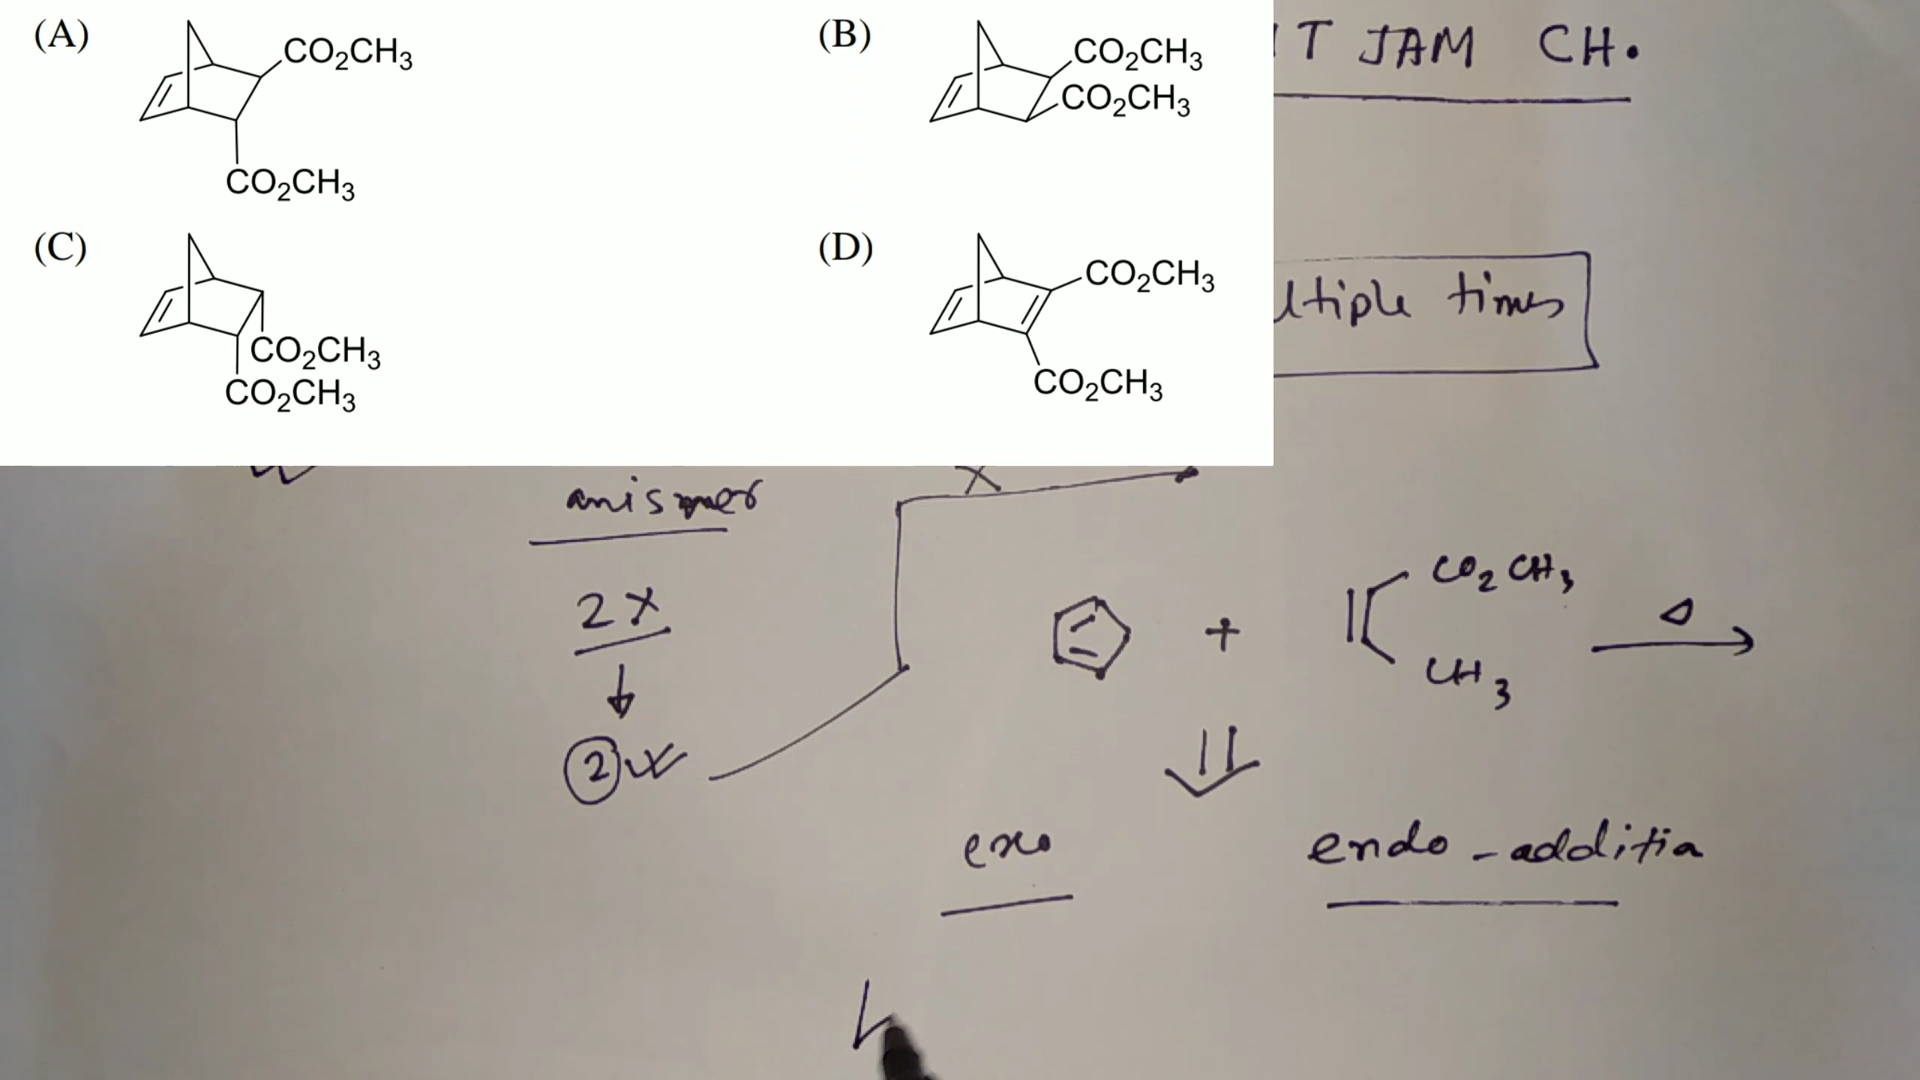 (A)
CO2CH3
CO2CH3
(B)
CO2CH3
CO2CH3
(C)
CO2CH3
CO2CH3
(D)
CO2CH3
CO2CH3
IT JAM CH.
ltiple times
2x
2
X
+
CO2CH3
CH3
Δ
exo
endo - additia